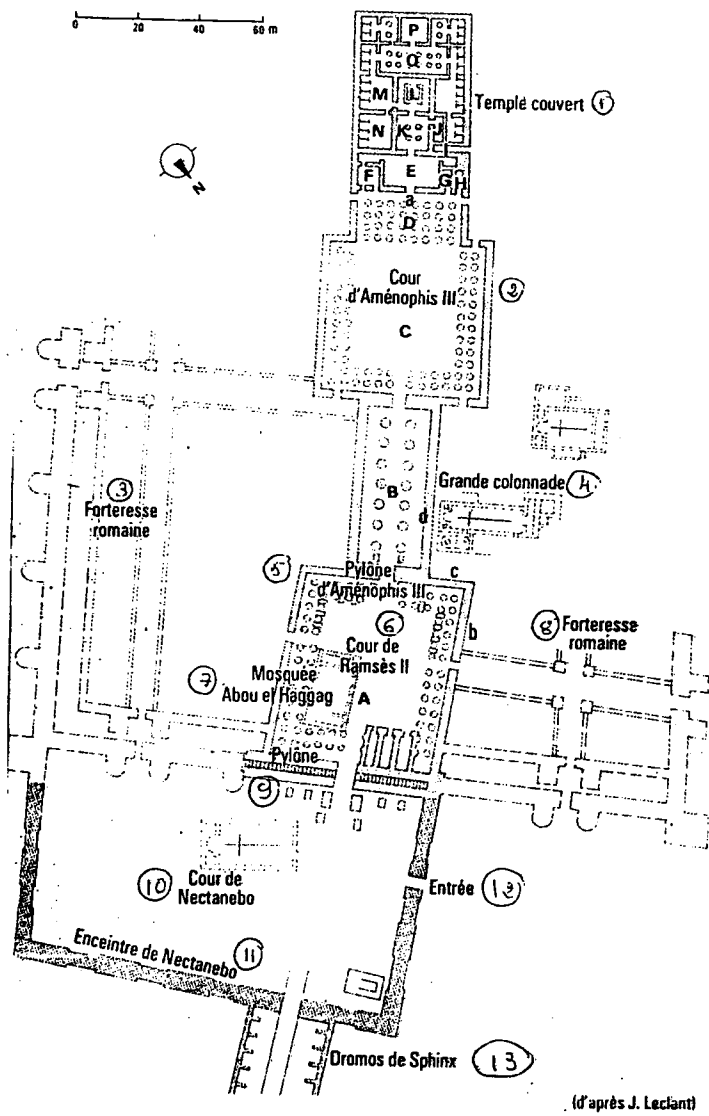 0 20 40 60 m
N
P
O
M L
Temple couvert 1
N K J
I
E
F G H
a
D
Cour
d'Aménophis III
2
C
3
Forteresse
romaine
B
Grande colonnade 4
d
5
Pylône
d'Aménophis III
c
6
b
8 Forteresse
romaine
Cour de
Ramsès II
7
Mosquée
Abou el Haggag
A
Pylône
9
10 Cour de
Nectanebo
Entrée 12
Enceintre de Nectanebo 11
Dromos de Sphinx 13
(d'après J. Leclant)